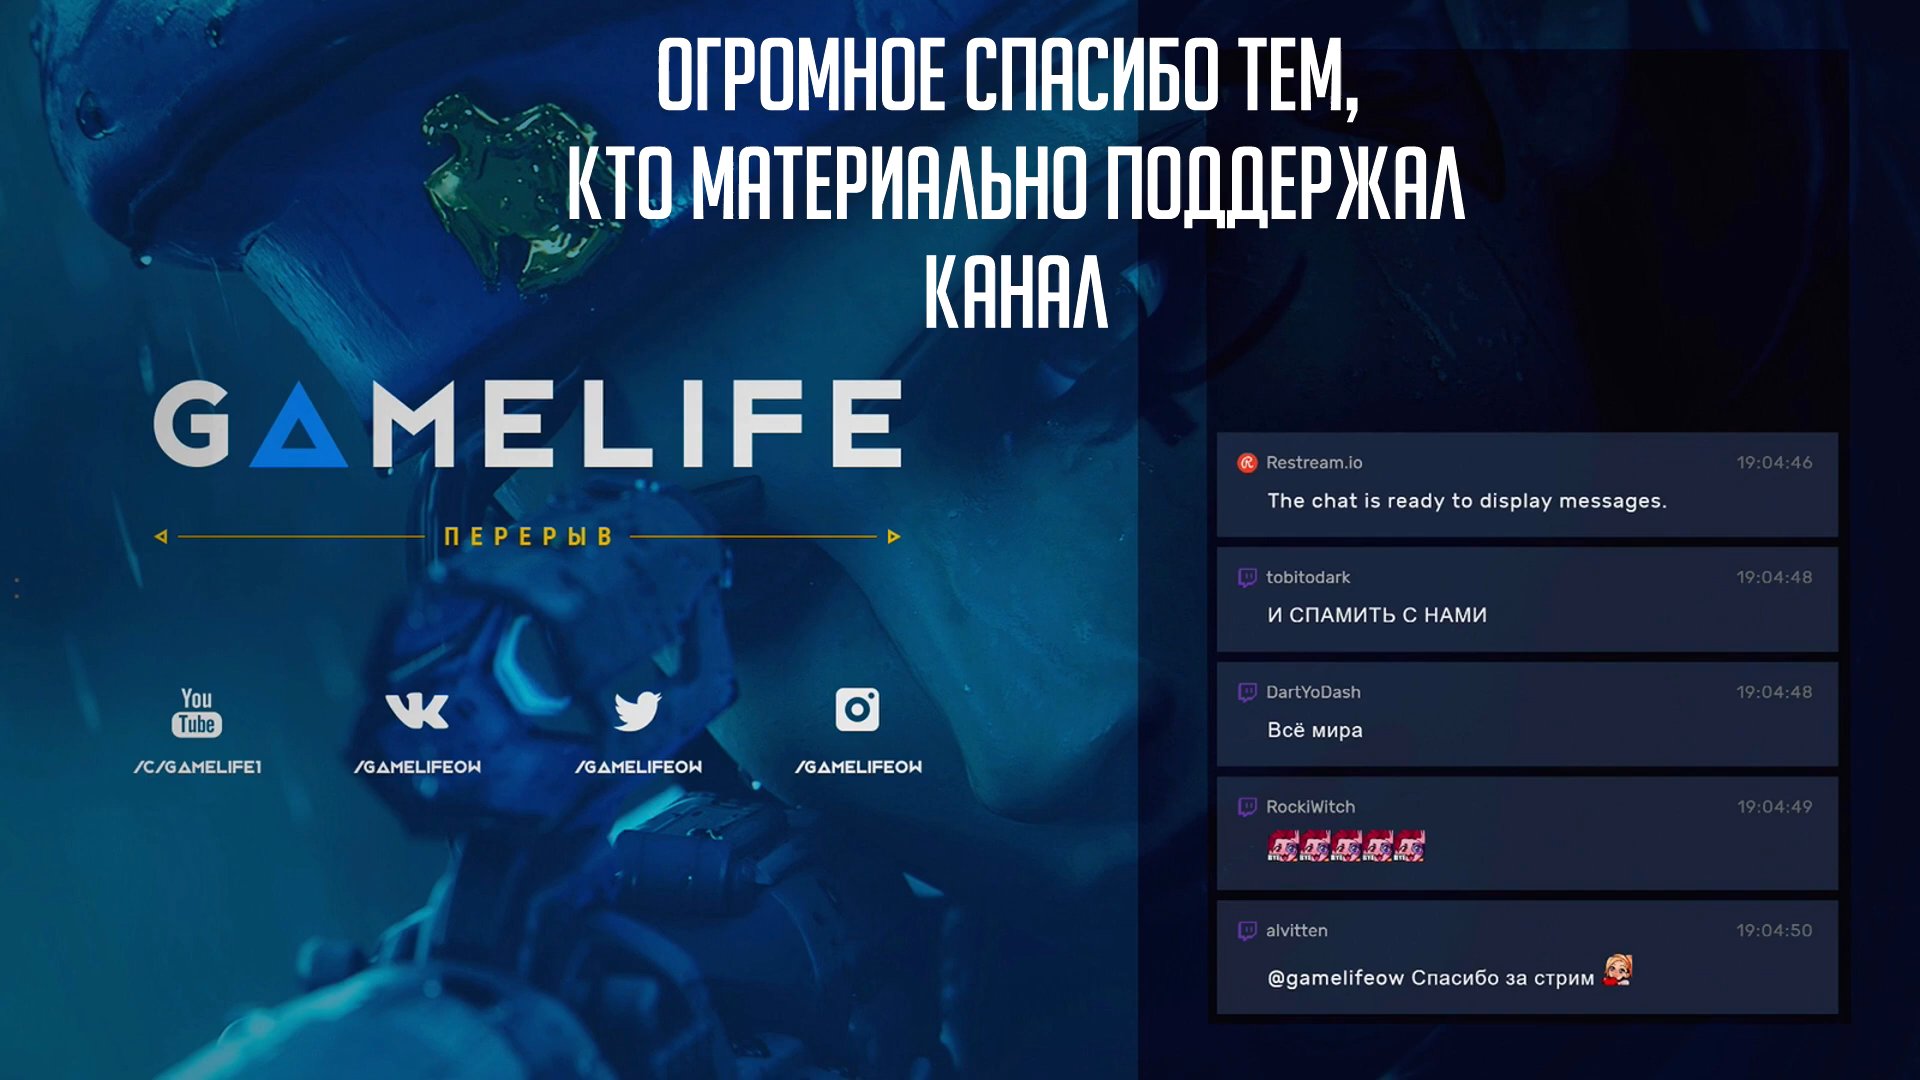 ОГРОМНОЕ СПАСИБО ТЕМ,
КТО МАТЕРИАЛЬНО ПОДДЕРЖАЛ
КАНАЛ
GAMELIFE
ПЕРЕРЫВ
You
Tube
/C/GAMELIFE1
/GAMELIFEOW
/GAMELIFEOW
/GAMELIFEOW
Restream.io 19:04:46
The chat is ready to display messages.
tobitodark 19:04:48
И СПАМИТЬ С НАМИ
DartYoDash 19:04:48
Всё мира
RockiWitch 19:04:49
alvitten 19:04:50
@gamelifeow Спасибо за стрим